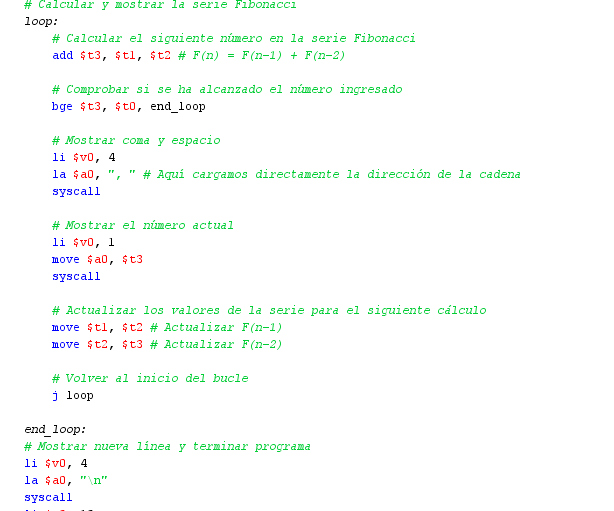 # Calcular y mostrar la serie Fibonacci
loop:
# Calcular el siguiente número en la serie Fibonacci
add $t3, $t1, $t2 # F(n) = F(n-1) + F(n-2)
# Comprobar si se ha alcanzado el número ingresado
bge $t3, $t0, end_loop
# Mostrar coma y espacio
li $v0, 4
la $a0, ", " # Aquí cargamos directamente la dirección de la cadena
syscall
# Mostrar el número actual
li $v0, 1
move $a0, $t3
syscall
# Actualizar los valores de la serie para el siguiente cálculo
move $t1, $t2 # Actualizar F(n-1)
move $t2, $t3 # Actualizar F(n-2)
# Volver al inicio del bucle
j loop
end_loop:
# Mostrar nueva línea y terminar programa
li $v0, 4
la $a0, "\n"
syscall